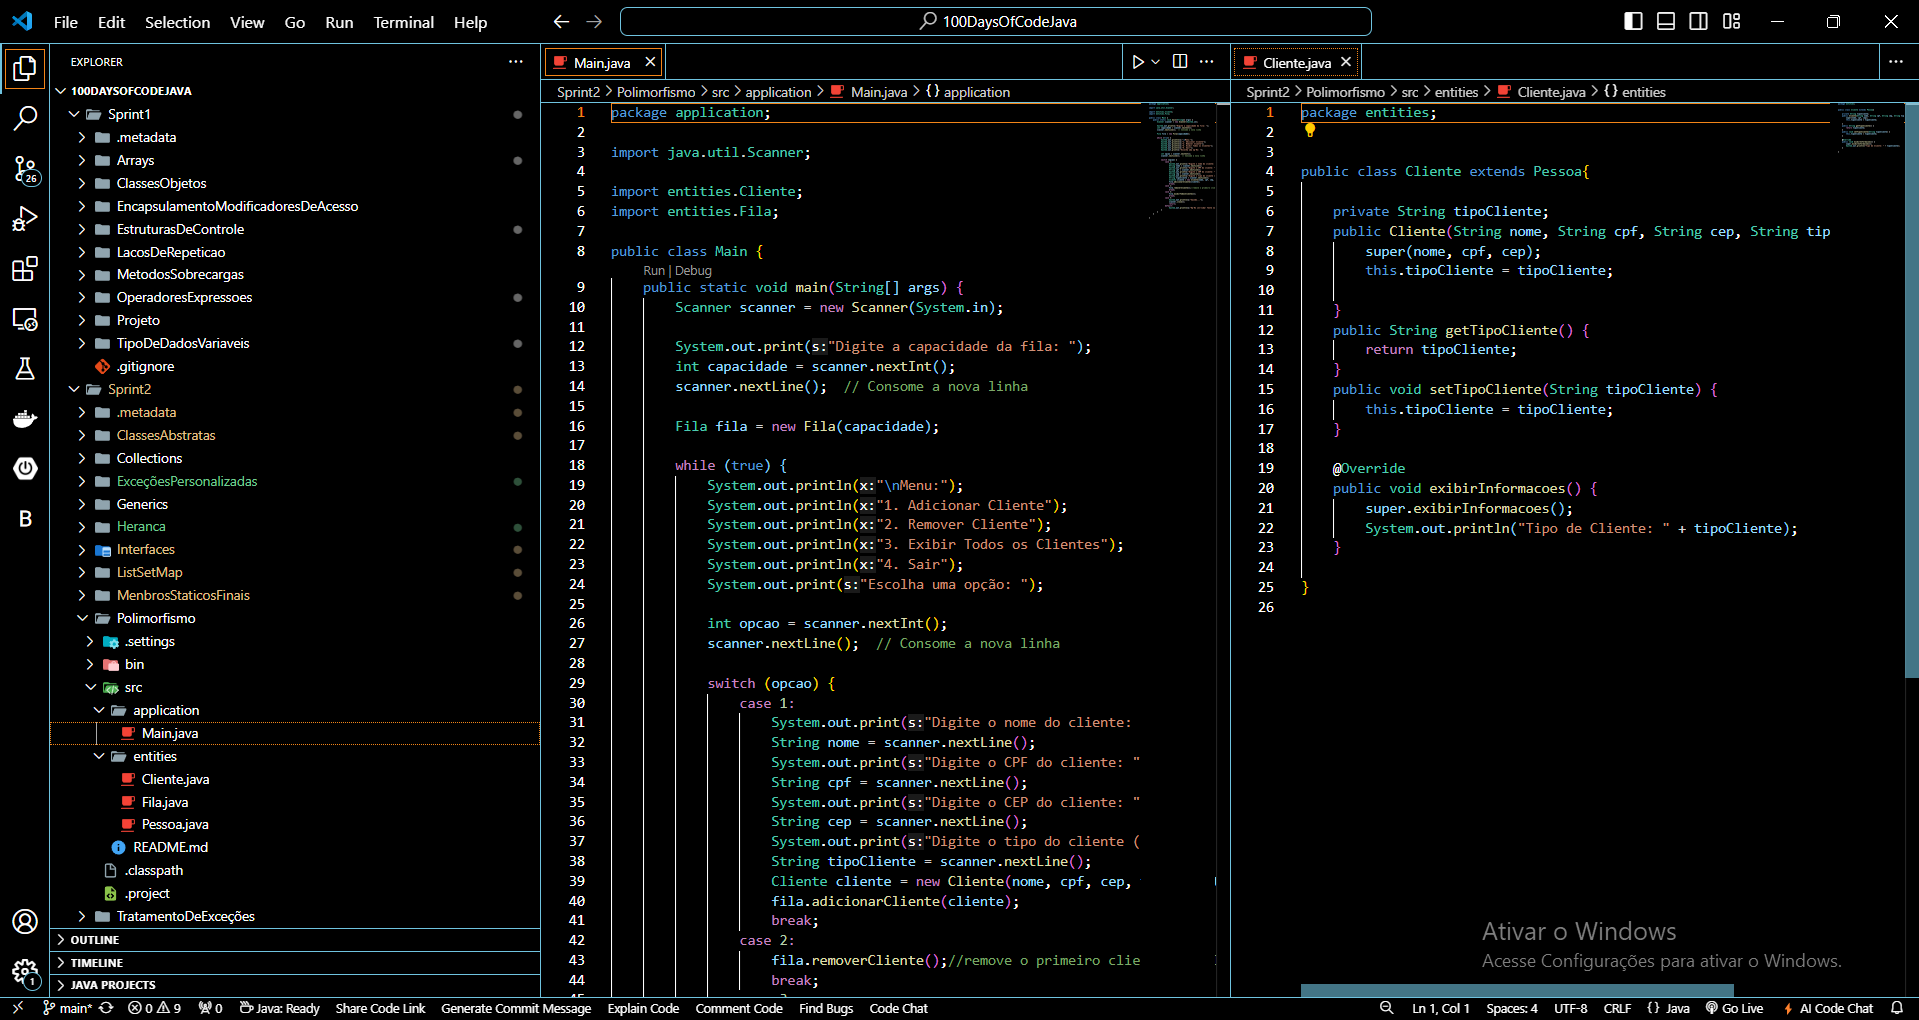 File Edit Selection View Go Run Terminal Help
100DaysOfCodeJava
EXPLORER
100DAYSOFCODEJAVA
Sprint1
.metadata
Arrays
ClassesObjetos
EncapsulamentoModificadoresDeAcesso
EstruturasDeControle
LacosDeRepeticao
MetodosSobrecargas
OperadoresExpressoes
Projeto
TipoDeDadosVariaveis
.gitignore
Sprint2
.metadata
ClassesAbstratas
Collections
ExceçõesPersonalizadas
Generics
Heranca
Interfaces
ListSetMap
MenbrosStaticosFinais
Polimorfismo
.settings
bin
src
application
Main.java
entities
Cliente.java
Fila.java
Pessoa.java
README.md
.classpath
.project
TratamentoDeExceções
OUTLINE
TIMELINE
JAVA PROJECTS
26
B
1
Main.java
Sprint2 > Polimorfismo > src > application > Main.java > {} application
1 package application;
2
3 import java.util.Scanner;
4
5 import entities.Cliente;
6 import entities.Fila;
7
8 public class Main {
Run | Debug
9 public static void main(String[] args) {
10 Scanner scanner = new Scanner(System.in);
11
12 System.out.print(s:"Digite a capacidade da fila: ");
13 int capacidade = scanner.nextInt();
14 scanner.nextLine();  // Consome a nova linha
15
16 Fila fila = new Fila(capacidade);
17
18 while (true) {
19 System.out.println(x:"\nMenu:");
20 System.out.println(x:"1. Adicionar Cliente");
21 System.out.println(x:"2. Remover Cliente");
22 System.out.println(x:"3. Exibir Todos os Clientes");
23 System.out.println(x:"4. Sair");
24 System.out.print(s:"Escolha uma opção: ");
25
26 int opcao = scanner.nextInt();
27 scanner.nextLine();  // Consome a nova linha
28
29 switch (opcao) {
30 case 1:
31 System.out.print(s:"Digite o nome do cliente:
32 String nome = scanner.nextLine();
33 System.out.print(s:"Digite o CPF do cliente: "
34 String cpf = scanner.nextLine();
35 System.out.print(s:"Digite o CEP do cliente: "
36 String cep = scanner.nextLine();
37 System.out.print(s:"Digite o tipo do cliente (
38 String tipoCliente = scanner.nextLine();
39 Cliente cliente = new Cliente(nome, cpf, cep,
40 fila.adicionarCliente(cliente);
41 break;
42 case 2:
43 fila.removerCliente();//remove o primeiro clie
44 break;
Cliente.java
Sprint2 > Polimorfismo > src > entities > Cliente.java > {} entities
1 package entities;
2
3
4 public class Cliente extends Pessoa{
5
6 private String tipoCliente;
7 public Cliente(String nome, String cpf, String cep, String tip
8 super(nome, cpf, cep);
9 this.tipoCliente = tipoCliente;
10
11 }
12 public String getTipoCliente() {
13 return tipoCliente;
14 }
15 public void setTipoCliente(String tipoCliente) {
16 this.tipoCliente = tipoCliente;
17 }
18
19 @Override
20 public void exibirInformacoes() {
21 super.exibirInformacoes();
22 System.out.println("Tipo de Cliente: " + tipoCliente);
23 }
24
25 }
26
Ativar o Windows
Acesse Configurações para ativar o Windows.
main* 0 9 0 Java: Ready Share Code Link Generate Commit Message Explain Code Comment Code Find Bugs Code Chat Ln 1, Col 1 Spaces: 4 UTF-8 CRLF {} Java Go Live AI Code Chat